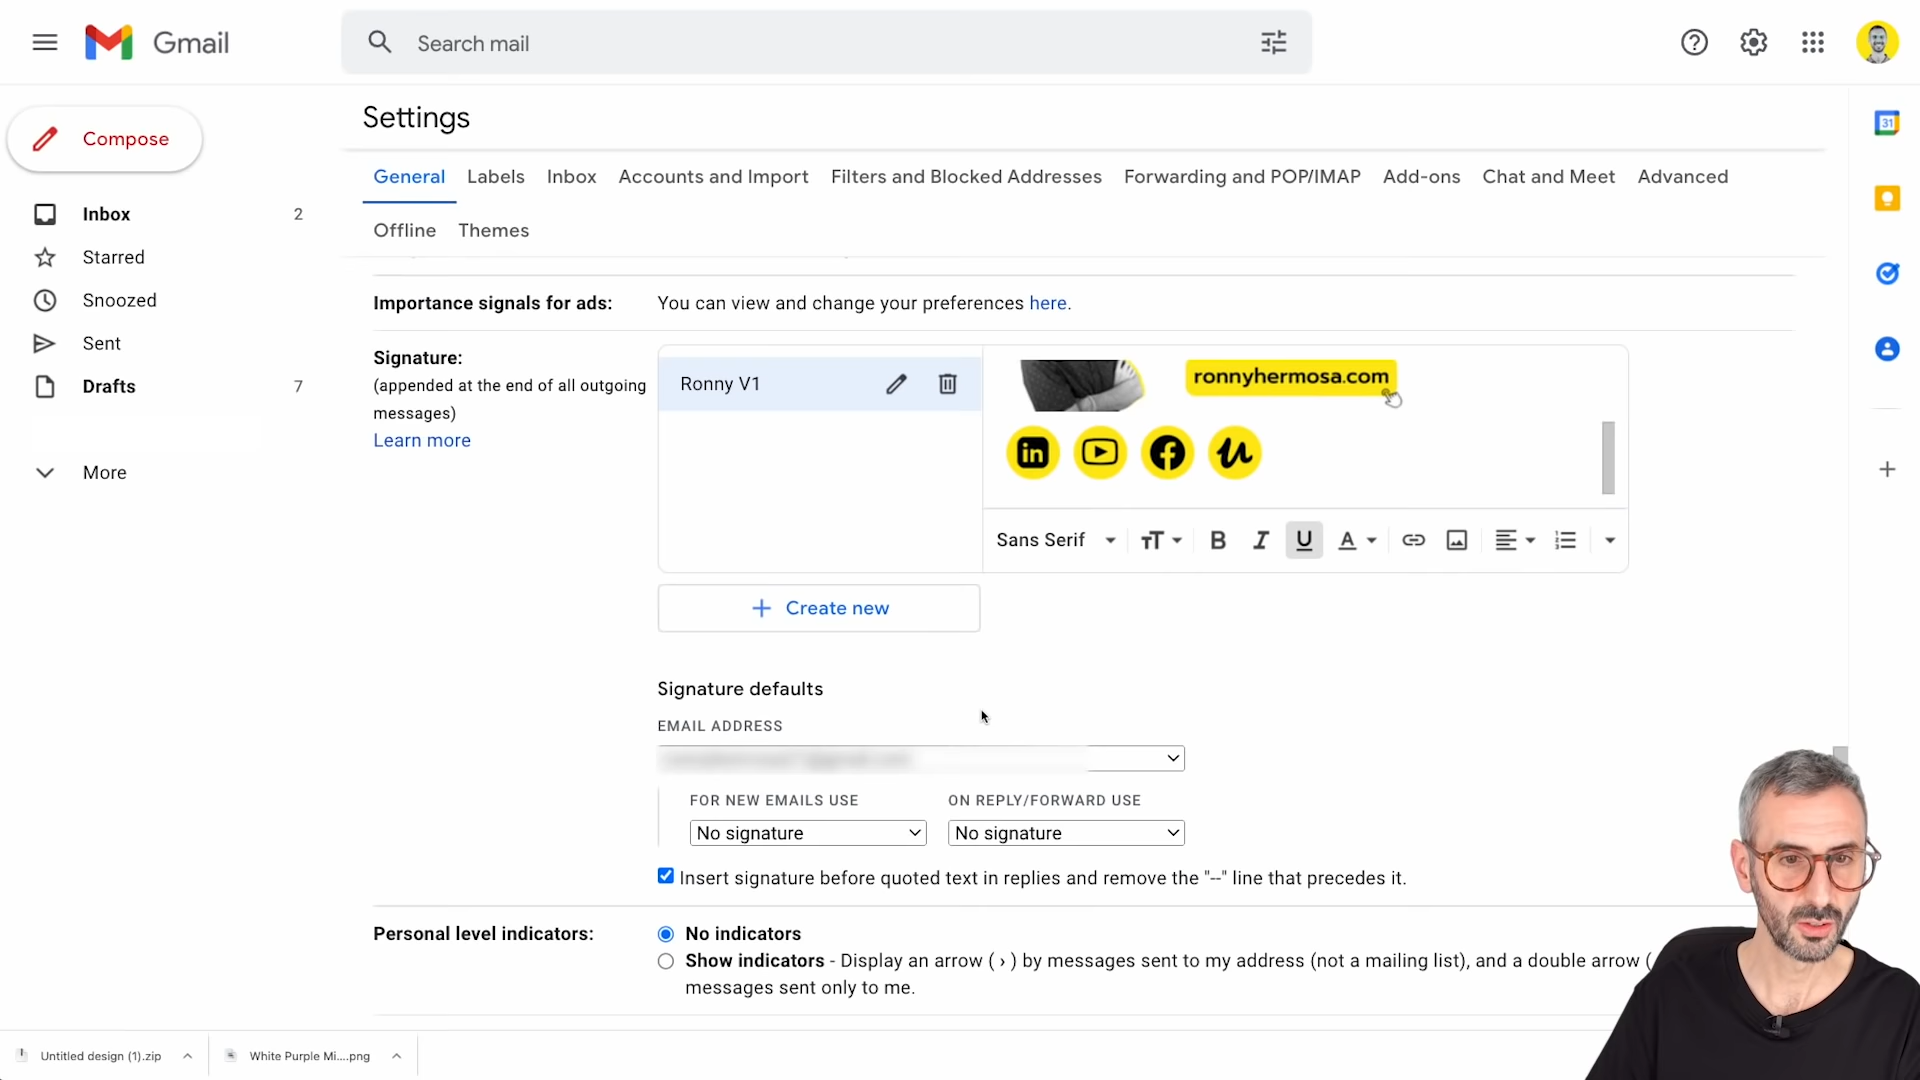 Gmail
Search mail
Compose
Inbox 2
Starred
Snoozed
Sent
Drafts 7
More
Settings
General Labels Inbox Accounts and Import Filters and Blocked Addresses Forwarding and POP/IMAP Add-ons Chat and Meet Advanced
Offline Themes
Importance signals for ads: You can view and change your preferences here.
Signature:
(appended at the end of all outgoing
messages)
Learn more
Ronny V1
ronnyhermosa.com
in
Sans Serif
B I U A
+ Create new
Signature defaults
EMAIL ADDRESS
FOR NEW EMAILS USE ON REPLY/FORWARD USE
No signature No signature
Insert signature before quoted text in replies and remove the "--" line that precedes it.
Personal level indicators:
No indicators
Show indicators - Display an arrow ( › ) by messages sent to my address (not a mailing list), and a double arrow (
messages sent only to me.
Untitled design (1).zip
White Purple Mi....png
31